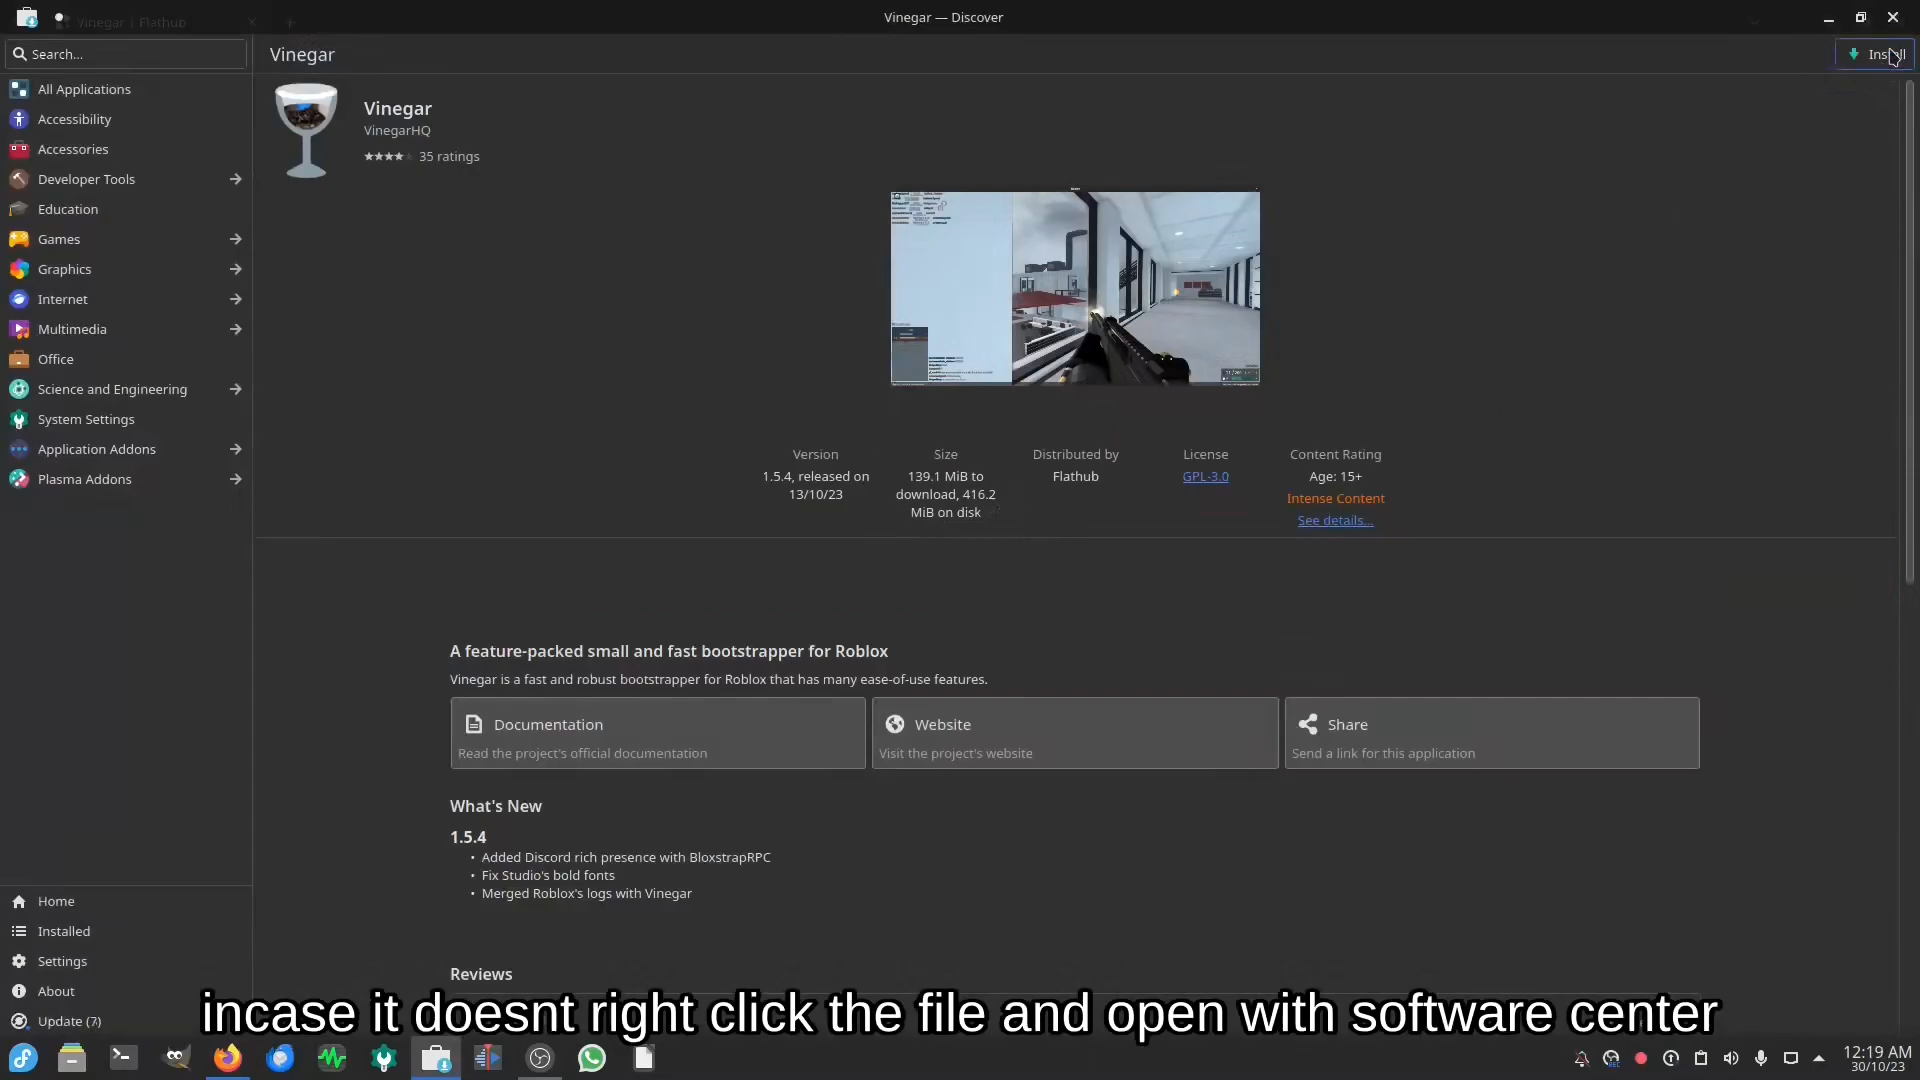 Vinegar | Flathub
Vinegar — Discover
Search...
Vinegar
Install
All Applications
Accessibility
Accessories
Developer Tools
Education
Games
Graphics
Internet
Multimedia
Office
Science and Engineering
System Settings
Application Addons
Plasma Addons
Vinegar
VinegarHQ
35 ratings
Version
1.5.4, released on
13/10/23
Size
139.1 MiB to
download, 416.2
MiB on disk
Distributed by
Flathub
License
GPL-3.0
Content Rating
Age: 15+
Intense Content
See details...
A feature-packed small and fast bootstrapper for Roblox
Vinegar is a fast and robust bootstrapper for Roblox that has many ease-of-use features.
Documentation
Read the project's official documentation
Website
Visit the project's website
Share
Send a link for this application
What's New
1.5.4
• Added Discord rich presence with BloxstrapRPC
• Fix Studio's bold fonts
• Merged Roblox's logs with Vinegar
Reviews
Home
Installed
Settings
About
Update (7)
incase it doesnt right click the file and open with software center
12:19 AM
30/10/23